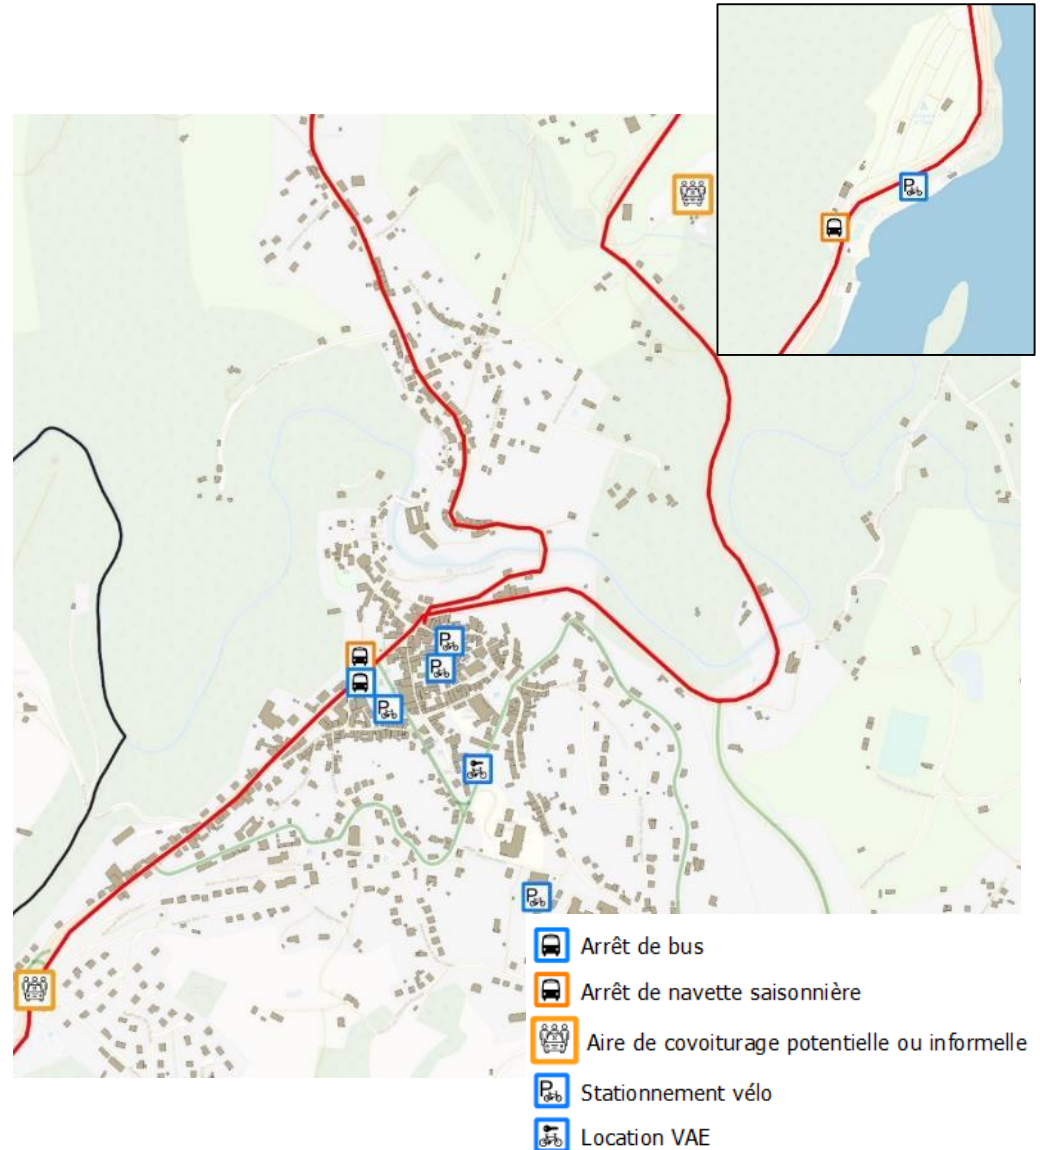 Arrêt de bus
Arrêt de navette saisonnière
Aire de covoiturage potentielle ou informelle
Stationnement vélo
Location VAE